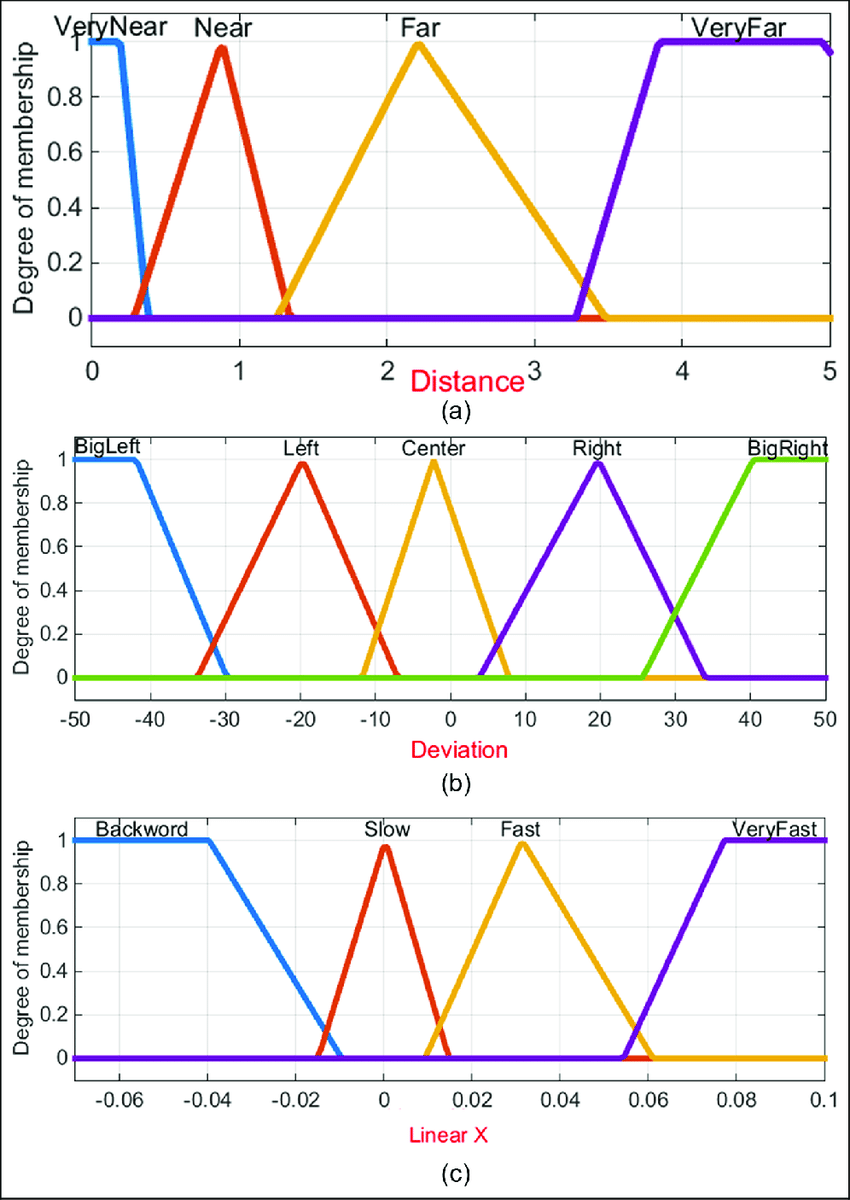 VeryNear Near Far VeryFar
1
0.8
0.6
0.4
0.2
0
Degree of membership
0 1 2 3 4 5
Distance
(a)
BigLeft Left Center Right BigRight
1
0.8
0.6
0.4
0.2
0
Degree of membership
-50 -40 -30 -20 -10 0 10 20 30 40 50
Deviation
(b)
Backword Slow Fast VeryFast
1
0.8
0.6
0.4
0.2
0
Degree of membership
-0.06 -0.04 -0.02 0 0.02 0.04 0.06 0.08 0.1
Linear X
(c)